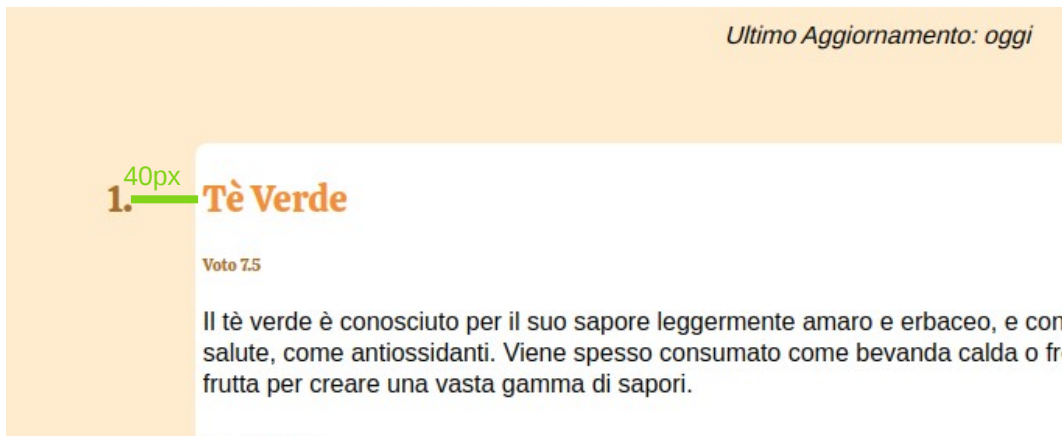 Ultimo Aggiornamento: oggi
40px
1. Tè Verde
Voto 7.5
Il tè verde è conosciuto per il suo sapore leggermente amaro e erbaceo, e con
salute, come antiossidanti. Viene spesso consumato come bevanda calda o fr
frutta per creare una vasta gamma di sapori.